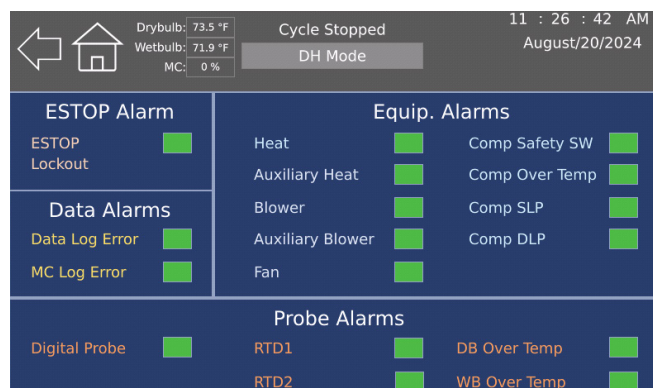 Drybulb: 73.5 °F
Wetbulb: 71.9 °F
MC: 0 %
Cycle Stopped
DH Mode
11 : 26 : 42 AM
August/20/2024
ESTOP Alarm
ESTOP
Lockout
Data Alarms
Data Log Error
MC Log Error
Equip. Alarms
Heat
Comp Safety SW
Auxiliary Heat
Comp Over Temp
Blower
Comp SLP
Auxiliary Blower
Comp DLP
Fan
Probe Alarms
Digital Probe
RTD1
DB Over Temp
RTD2
WB Over Temp